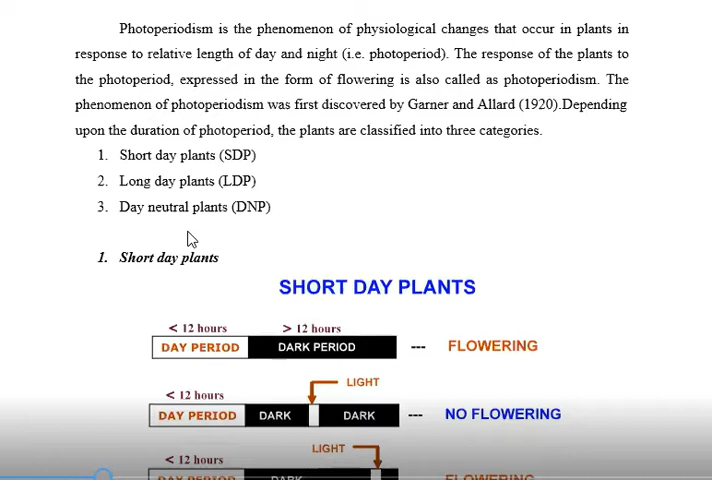 Photoperiodism is the phenomenon of physiological changes that occur in plants in
response to relative length of day and night (i.e. photoperiod). The response of the plants to
the photoperiod, expressed in the form of flowering is also called as photoperiodism. The
phenomenon of photoperiodism was first discovered by Garner and Allard (1920).Depending
upon the duration of photoperiod, the plants are classified into three categories.
1. Short day plants (SDP)
2. Long day plants (LDP)
3. Day neutral plants (DNP)
1. Short day plants
SHORT DAY PLANTS
< 12 hours > 12 hours
DAY PERIOD DARK PERIOD --- FLOWERING
LIGHT
< 12 hours
DAY PERIOD DARK DARK --- NO FLOWERING
LIGHT
< 12 hours
DAY PERIOD DARK FLOWERING